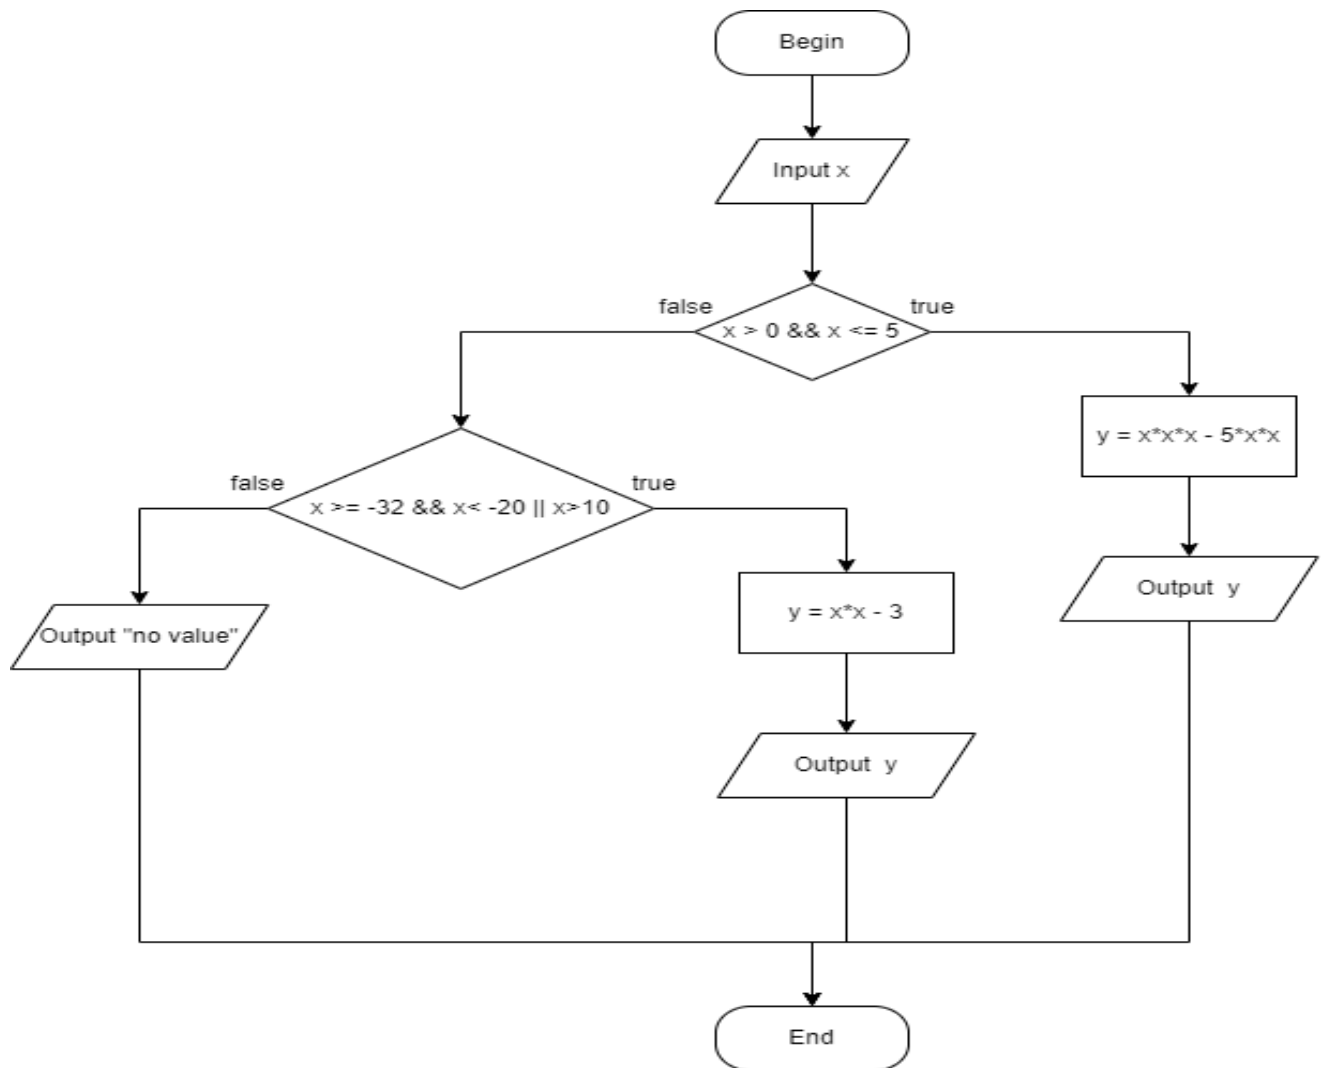 Begin
Input x
false
true
x > 0 && x <= 5
y = x*x*x - 5*x*x
false
true
x >= -32 && x< -20 || x>10
Output  y
y = x*x - 3
Output "no value"
Output  y
End